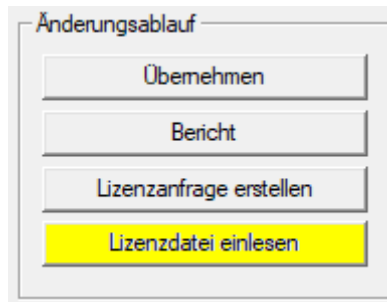 Änderungsablauf
Übernehmen
Bericht
Lizenzanfrage erstellen
Lizenzdatei einlesen